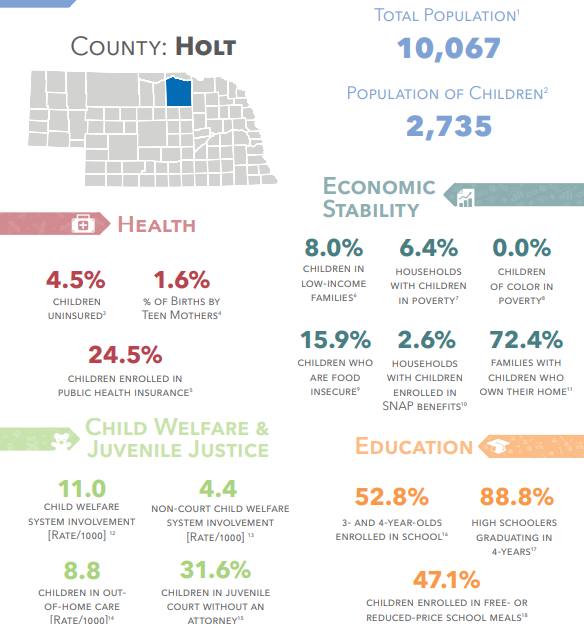 County: Holt
Total Population¹
10,067
Population of Children²
2,735
Health
4.5%
children
uninsured³
1.6%
% of Births by
Teen Mothers⁴
24.5%
children enrolled in
public health insurance⁵
Economic
Stability
8.0%
children in
low-income
families⁶
6.4%
households
with children
in poverty⁷
0.0%
children
of color in
poverty⁸
15.9%
children who
are food
insecure⁹
2.6%
households
with children
enrolled in
SNAP benefits¹⁰
72.4%
families with
children who
own their home¹¹
Child Welfare &
Juvenile Justice
11.0
child welfare
system involvement
[Rate/1000] ¹²
4.4
non-court child welfare
system involvement
[Rate/1000] ¹³
8.8
children in out-
of-home care
[Rate/1000]¹⁴
31.6%
children in juvenile
court without an
attorney¹⁵
Education
52.8%
3- and 4-year-olds
enrolled in school¹⁶
88.8%
high schoolers
graduating in
4-years¹⁷
47.1%
children enrolled in free- or
reduced-price school meals¹⁸